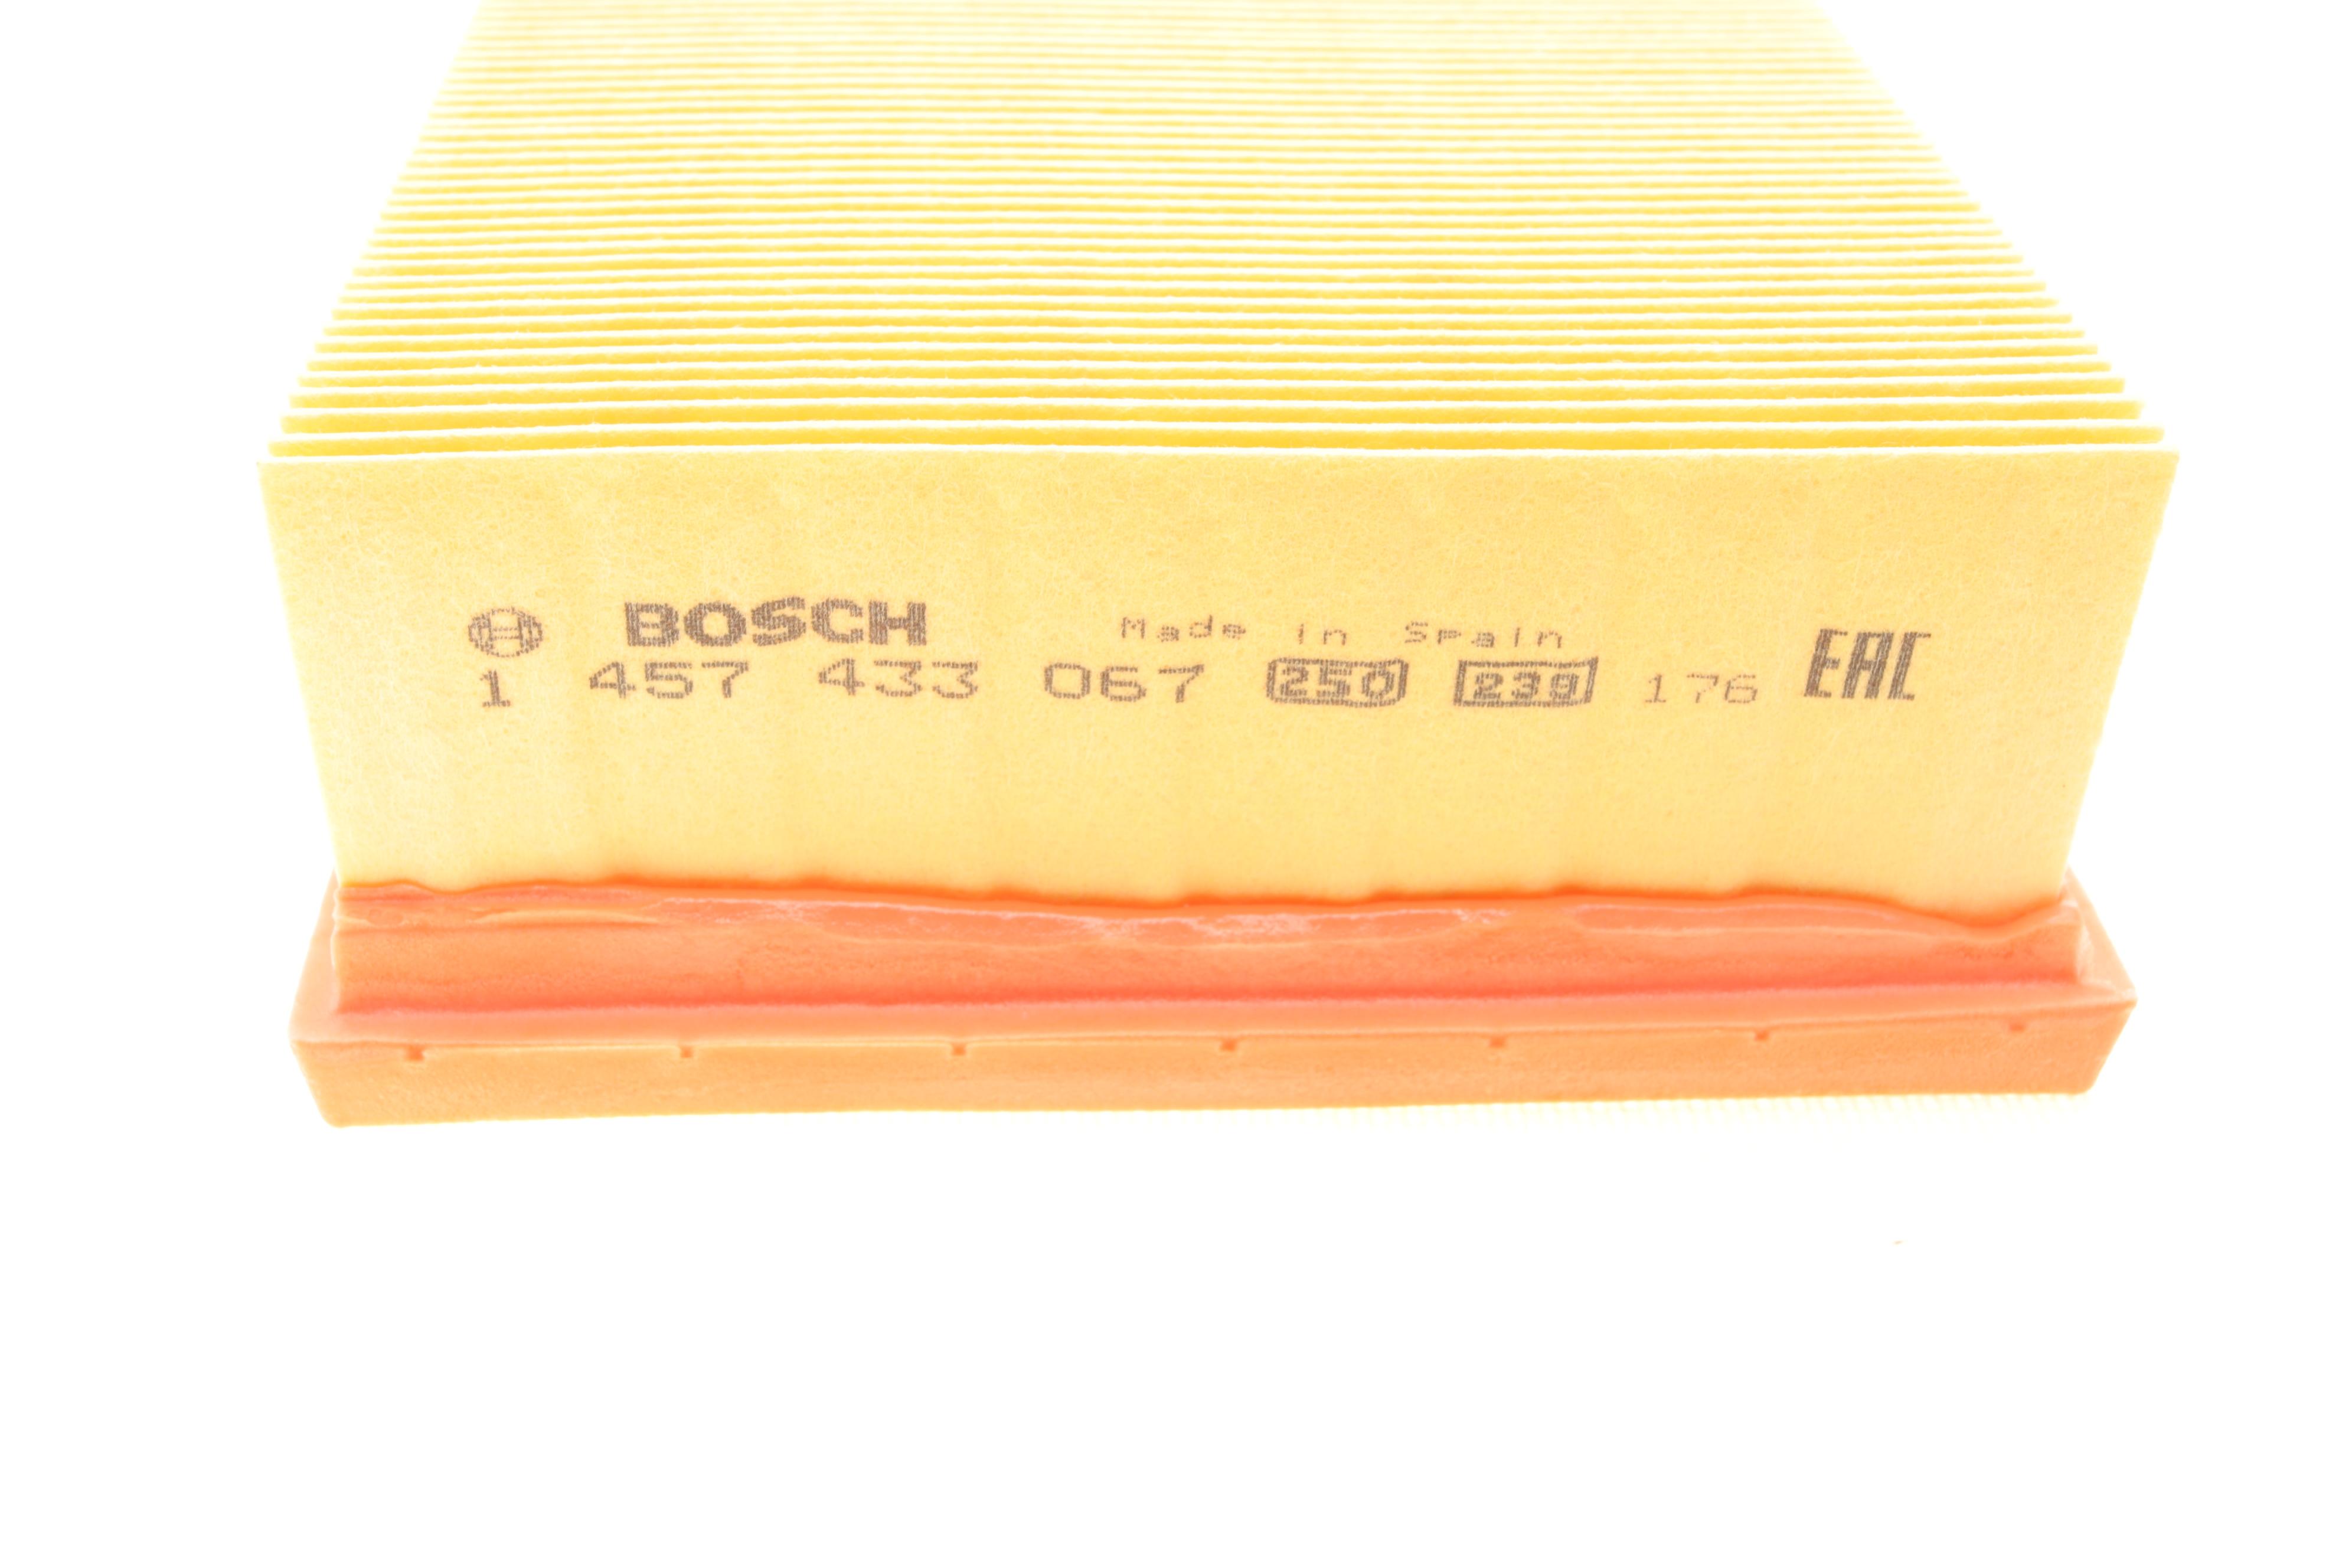 BOSCH Made in Spain
1 457 433 067 250 239 176 EAC